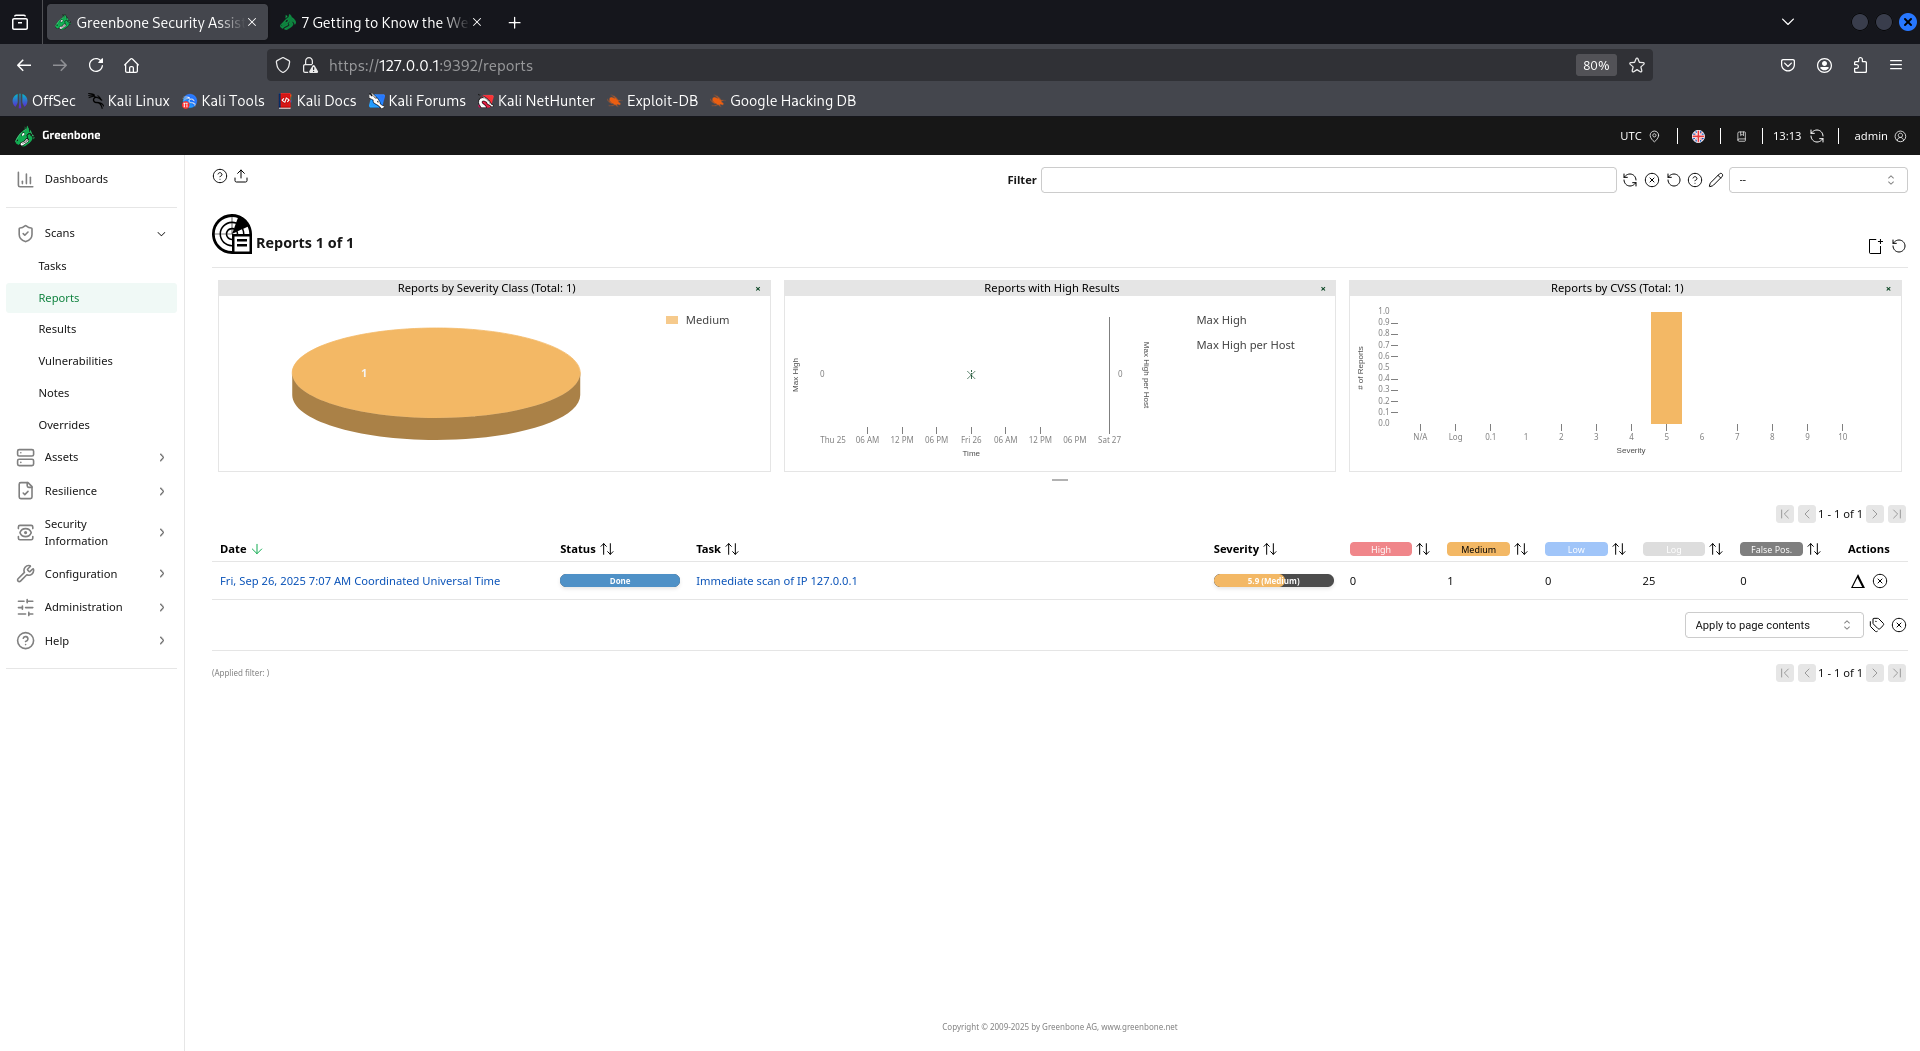 Greenbone Security Assis
7 Getting to Know the We
https://127.0.0.1:9392/reports
80%
OffSec
Kali Linux
Kali Tools
Kali Docs
Kali Forums
Kali NetHunter
Exploit-DB
Google Hacking DB
Greenbone
UTC
13:13
admin
Dashboards
Scans
Tasks
Reports
Results
Vulnerabilities
Notes
Overrides
Assets
Resilience
Security
Information
Configuration
Administration
Help
Filter
--
Reports 1 of 1
Reports by Severity Class (Total: 1)
×
Medium
1
Reports with High Results
×
Max High
Max High per Host
Max High
0
0
Max High per Host
Thu 25 06 AM 12 PM 06 PM Fri 26 06 AM 12 PM 06 PM Sat 27
Time
Reports by CVSS (Total: 1)
×
# of Reports
1.0
0.9
0.8
0.7
0.6
0.5
0.4
0.3
0.2
0.1
0.0
N/A Log 0.1 1 2 3 4 5 6 7 8 9 10
Severity
1 - 1 of 1
Date Status Task Severity High Medium Low Log False Pos. Actions
Fri, Sep 26, 2025 7:07 AM Coordinated Universal Time Done Immediate scan of IP 127.0.0.1 5.9 (Medium) 0 1 0 25 0
Apply to page contents
(Applied filter: )
1 - 1 of 1
Copyright © 2009-2025 by Greenbone AG, www.greenbone.net